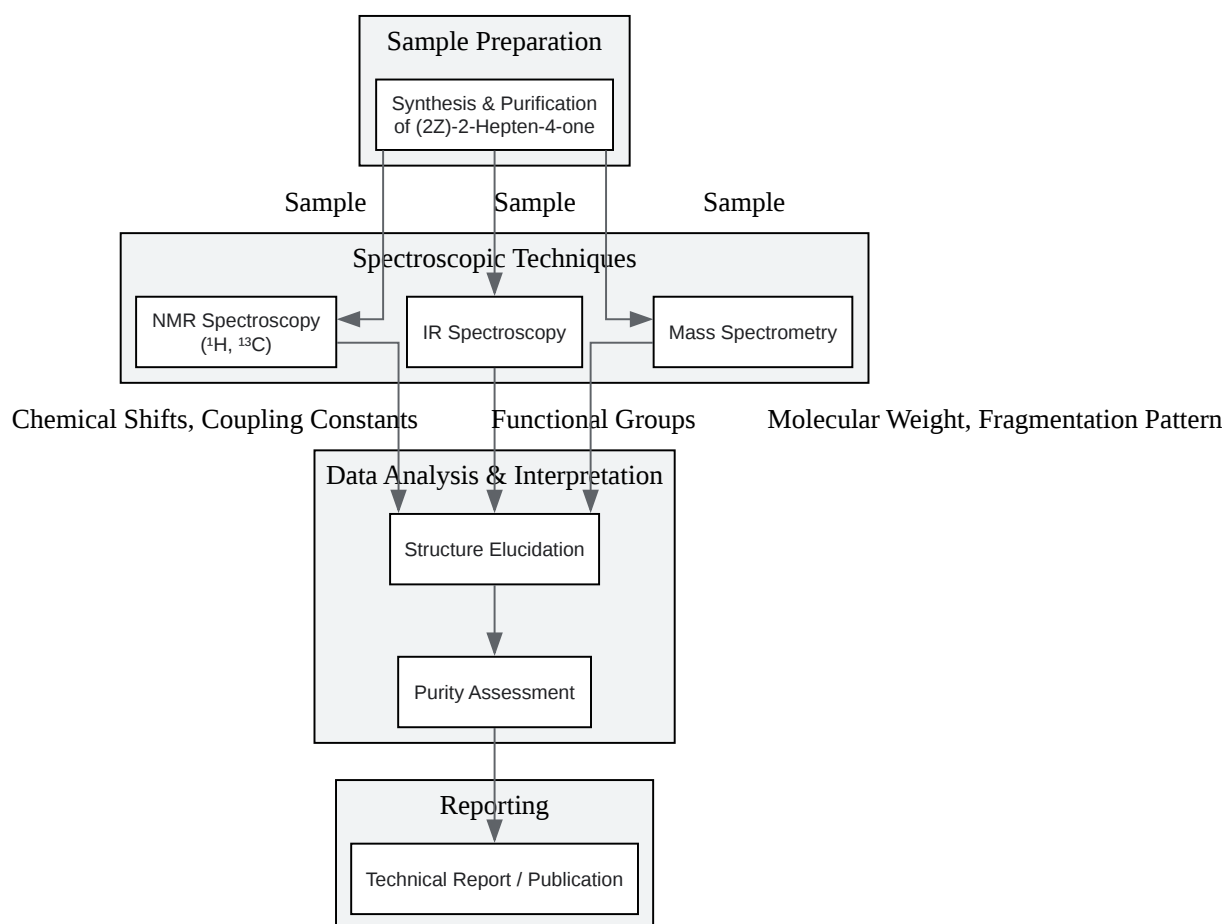 Sample Preparation
Synthesis & Purification
of (2Z)-2-Hepten-4-one
Sample
Sample
Sample
Spectroscopic Techniques
NMR Spectroscopy
(¹H, ¹³C)
IR Spectroscopy
Mass Spectrometry
Chemical Shifts, Coupling Constants
Functional Groups
Molecular Weight, Fragmentation Pattern
Data Analysis & Interpretation
Structure Elucidation
Purity Assessment
Reporting
Technical Report / Publication